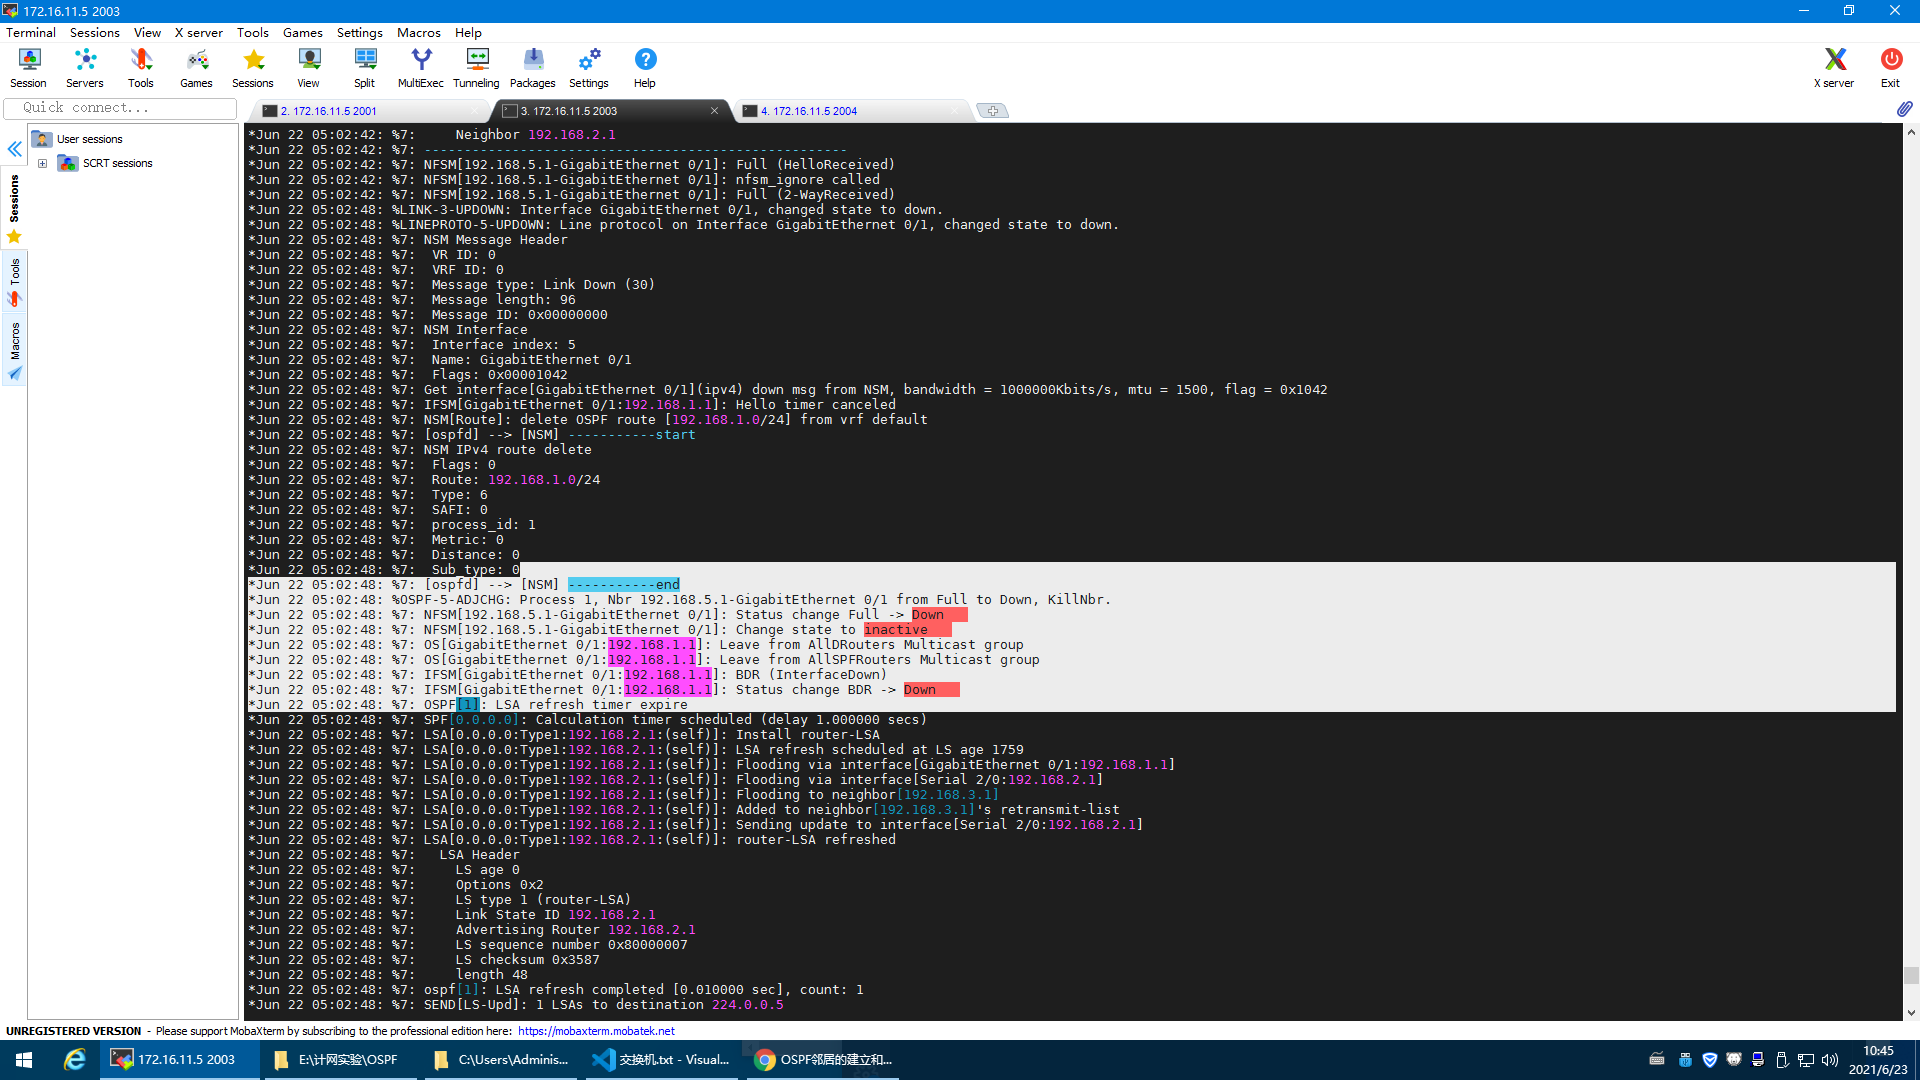 172.16.11.5 2003
Terminal Sessions View X server Tools Games Settings Macros Help
Session Servers Tools Games Sessions View Split MultiExec Tunneling Packages Settings Help X server Exit
Quick connect...
2. 172.16.11.5 2001
3. 172.16.11.5 2003
4. 172.16.11.5 2004
User sessions
SCRT sessions
Sessions
Tools
Macros
*Jun 22 05:02:42: %7:     Neighbor 192.168.2.1
*Jun 22 05:02:42: %7: -----------------------------------------------------
*Jun 22 05:02:42: %7: NFSM[192.168.5.1-GigabitEthernet 0/1]: Full (HelloReceived)
*Jun 22 05:02:42: %7: NFSM[192.168.5.1-GigabitEthernet 0/1]: nfsm_ignore called
*Jun 22 05:02:42: %7: NFSM[192.168.5.1-GigabitEthernet 0/1]: Full (2-WayReceived)
*Jun 22 05:02:48: %LINK-3-UPDOWN: Interface GigabitEthernet 0/1, changed state to down.
*Jun 22 05:02:48: %LINEPROTO-5-UPDOWN: Line protocol on Interface GigabitEthernet 0/1, changed state to down.
*Jun 22 05:02:48: %7: NSM Message Header
*Jun 22 05:02:48: %7:  VR ID: 0
*Jun 22 05:02:48: %7:  VRF ID: 0
*Jun 22 05:02:48: %7:  Message type: Link Down (30)
*Jun 22 05:02:48: %7:  Message length: 96
*Jun 22 05:02:48: %7:  Message ID: 0x00000000
*Jun 22 05:02:48: %7: NSM Interface
*Jun 22 05:02:48: %7:  Interface index: 5
*Jun 22 05:02:48: %7:  Name: GigabitEthernet 0/1
*Jun 22 05:02:48: %7:  Flags: 0x00001042
*Jun 22 05:02:48: %7: Get interface[GigabitEthernet 0/1](ipv4) down msg from NSM, bandwidth = 1000000Kbits/s, mtu = 1500, flag = 0x1042
*Jun 22 05:02:48: %7: IFSM[GigabitEthernet 0/1:192.168.1.1]: Hello timer canceled
*Jun 22 05:02:48: %7: NSM[Route]: delete OSPF route [192.168.1.0/24] from vrf default
*Jun 22 05:02:48: %7: [ospfd] --> [NSM] -----------start
*Jun 22 05:02:48: %7: NSM IPv4 route delete
*Jun 22 05:02:48: %7:  Flags: 0
*Jun 22 05:02:48: %7:  Route: 192.168.1.0/24
*Jun 22 05:02:48: %7:  Type: 6
*Jun 22 05:02:48: %7:  SAFI: 0
*Jun 22 05:02:48: %7:  process_id: 1
*Jun 22 05:02:48: %7:  Metric: 0
*Jun 22 05:02:48: %7:  Distance: 0
*Jun 22 05:02:48: %7:  Sub_type: 0
*Jun 22 05:02:48: %7: [ospfd] --> [NSM] -----------end
*Jun 22 05:02:48: %OSPF-5-ADJCHG: Process 1, Nbr 192.168.5.1-GigabitEthernet 0/1 from Full to Down, KillNbr.
*Jun 22 05:02:48: %7: NFSM[192.168.5.1-GigabitEthernet 0/1]: Status change Full -> Down
*Jun 22 05:02:48: %7: NFSM[192.168.5.1-GigabitEthernet 0/1]: Change state to inactive
*Jun 22 05:02:48: %7: OS[GigabitEthernet 0/1:192.168.1.1]: Leave from AllDRouters Multicast group
*Jun 22 05:02:48: %7: OS[GigabitEthernet 0/1:192.168.1.1]: Leave from AllSPFRouters Multicast group
*Jun 22 05:02:48: %7: IFSM[GigabitEthernet 0/1:192.168.1.1]: BDR (InterfaceDown)
*Jun 22 05:02:48: %7: IFSM[GigabitEthernet 0/1:192.168.1.1]: Status change BDR -> Down
*Jun 22 05:02:48: %7: OSPF[1]: LSA refresh timer expire
*Jun 22 05:02:48: %7: SPF[0.0.0.0]: Calculation timer scheduled (delay 1.000000 secs)
*Jun 22 05:02:48: %7: LSA[0.0.0.0:Type1:192.168.2.1:(self)]: Install router-LSA
*Jun 22 05:02:48: %7: LSA[0.0.0.0:Type1:192.168.2.1:(self)]: LSA refresh scheduled at LS age 1759
*Jun 22 05:02:48: %7: LSA[0.0.0.0:Type1:192.168.2.1:(self)]: Flooding via interface[GigabitEthernet 0/1:192.168.1.1]
*Jun 22 05:02:48: %7: LSA[0.0.0.0:Type1:192.168.2.1:(self)]: Flooding via interface[Serial 2/0:192.168.2.1]
*Jun 22 05:02:48: %7: LSA[0.0.0.0:Type1:192.168.2.1:(self)]: Flooding to neighbor[192.168.3.1]
*Jun 22 05:02:48: %7: LSA[0.0.0.0:Type1:192.168.2.1:(self)]: Added to neighbor[192.168.3.1]'s retransmit-list
*Jun 22 05:02:48: %7: LSA[0.0.0.0:Type1:192.168.2.1:(self)]: Sending update to interface[Serial 2/0:192.168.2.1]
*Jun 22 05:02:48: %7: LSA[0.0.0.0:Type1:192.168.2.1:(self)]: router-LSA refreshed
*Jun 22 05:02:48: %7:   LSA Header
*Jun 22 05:02:48: %7:     LS age 0
*Jun 22 05:02:48: %7:     Options 0x2
*Jun 22 05:02:48: %7:     LS type 1 (router-LSA)
*Jun 22 05:02:48: %7:     Link State ID 192.168.2.1
*Jun 22 05:02:48: %7:     Advertising Router 192.168.2.1
*Jun 22 05:02:48: %7:     LS sequence number 0x80000007
*Jun 22 05:02:48: %7:     LS checksum 0x3587
*Jun 22 05:02:48: %7:     length 48
*Jun 22 05:02:48: %7: ospf[1]: LSA refresh completed [0.010000 sec], count: 1
*Jun 22 05:02:48: %7: SEND[LS-Upd]: 1 LSAs to destination 224.0.0.5
UNREGISTERED VERSION - Please support MobaXterm by subscribing to the professional edition here: https://mobaxterm.mobatek.net
172.16.11.5 2003
E:\计网实验\OSPF
C:\Users\Adminis...
交换机.txt - Visual...
OSPF邻居的建立和...
10:45
2021/6/23